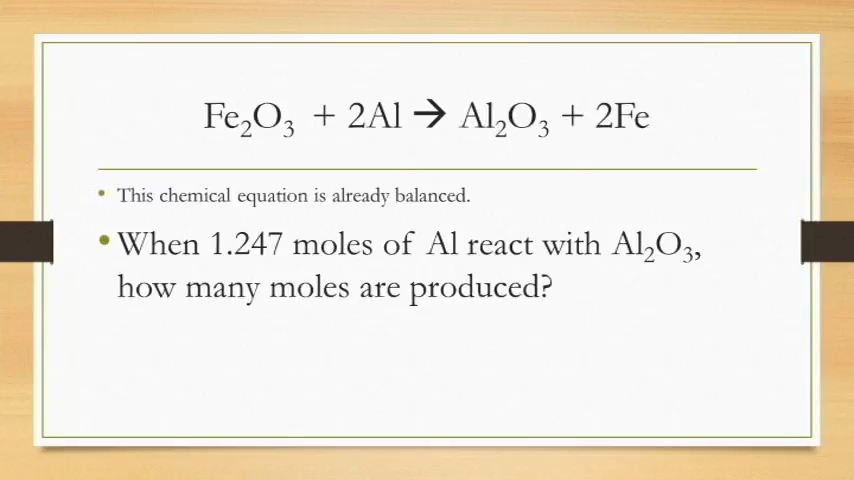 Fe₂O₃ + 2Al → Al₂O₃ + 2Fe
• This chemical equation is already balanced.
• When 1.247 moles of Al react with Al₂O₃,
how many moles are produced?